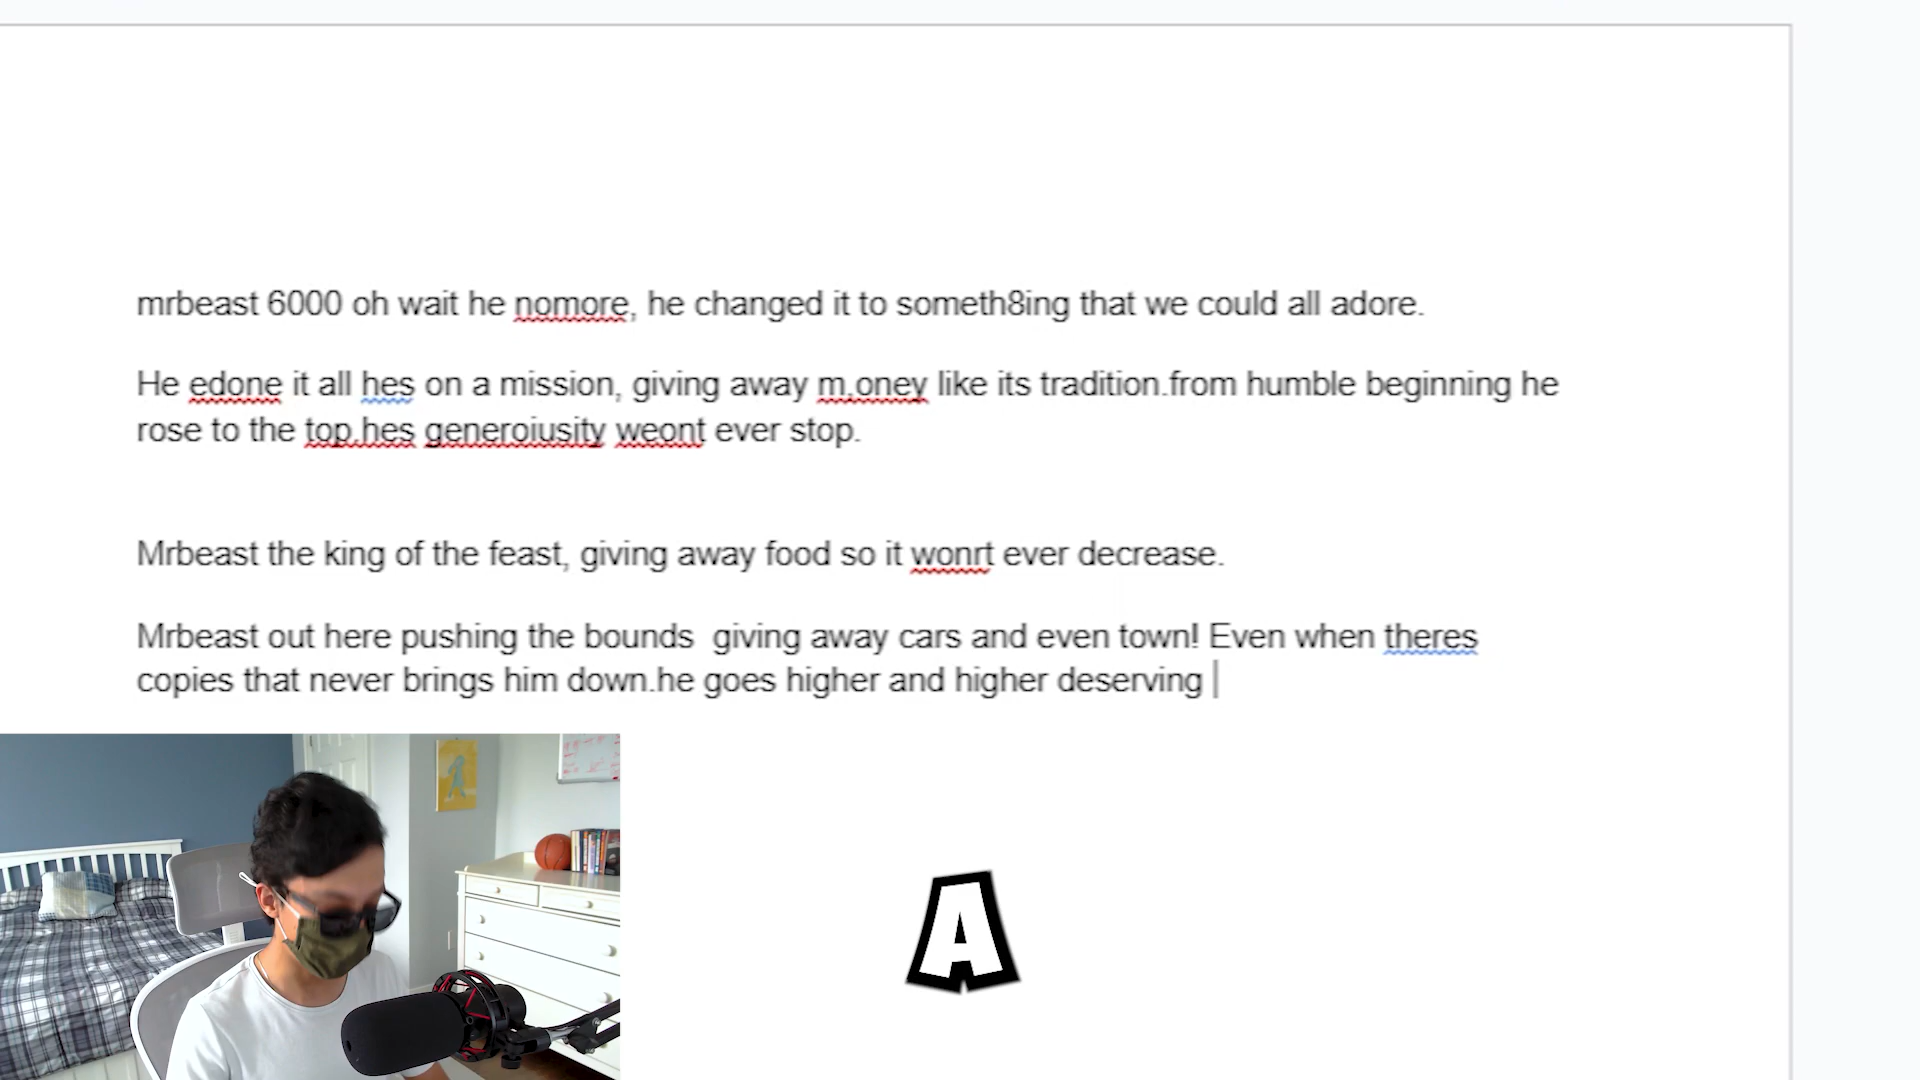 mrbeast 6000 oh wait he nomore, he changed it to someth8ing that we could all adore.
He edone it all hes on a mission, giving away m,oney like its tradition.from humble beginning he
rose to the top.hes generoiusity weont ever stop.
Mrbeast the king of the feast, giving away food so it wonrt ever decrease.
Mrbeast out here pushing the bounds  giving away cars and even town! Even when theres
copies that never brings him down.he goes higher and higher deserving
A